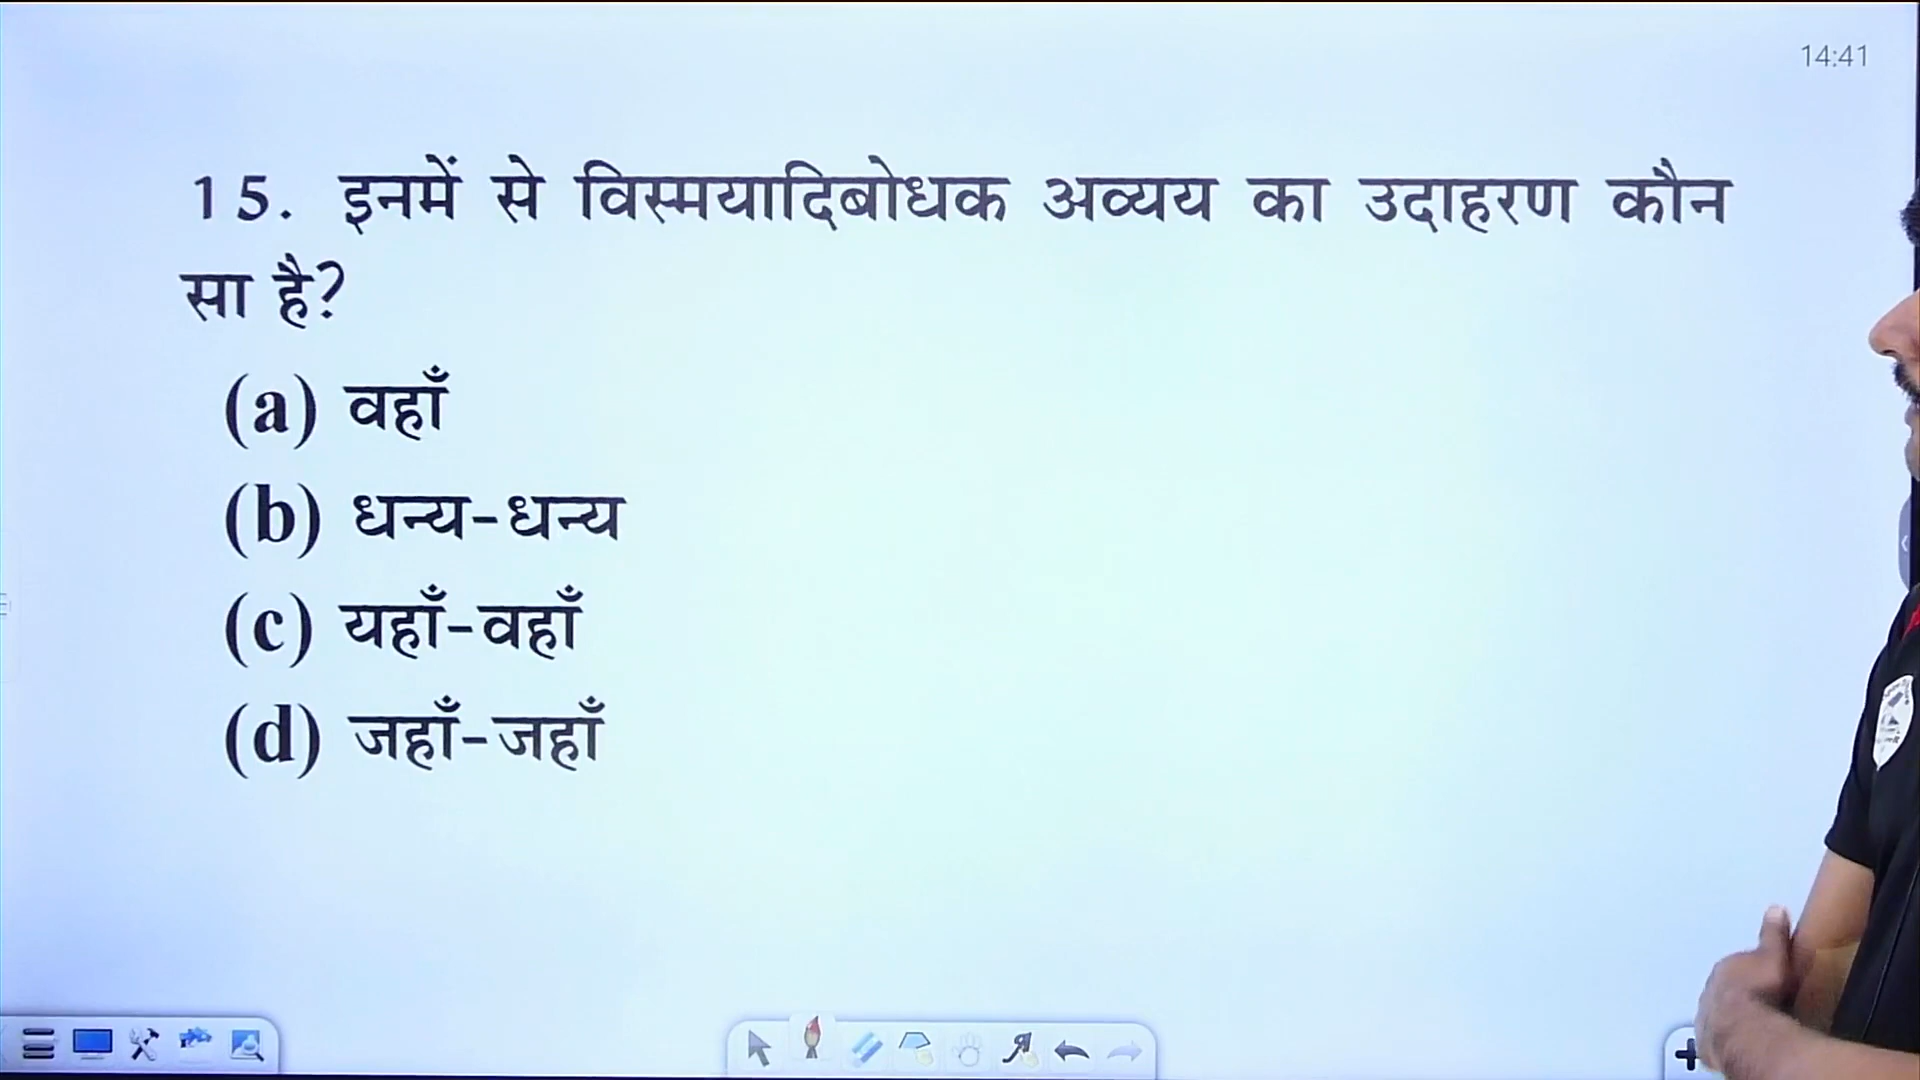 14:41
15. इनमें से विस्मयादिबोधक अव्यय का उदाहरण कौन
सा है?
(a) वहाँ
(b) धन्य-धन्य
(c) यहाँ-वहाँ
(d) जहाँ-जहाँ